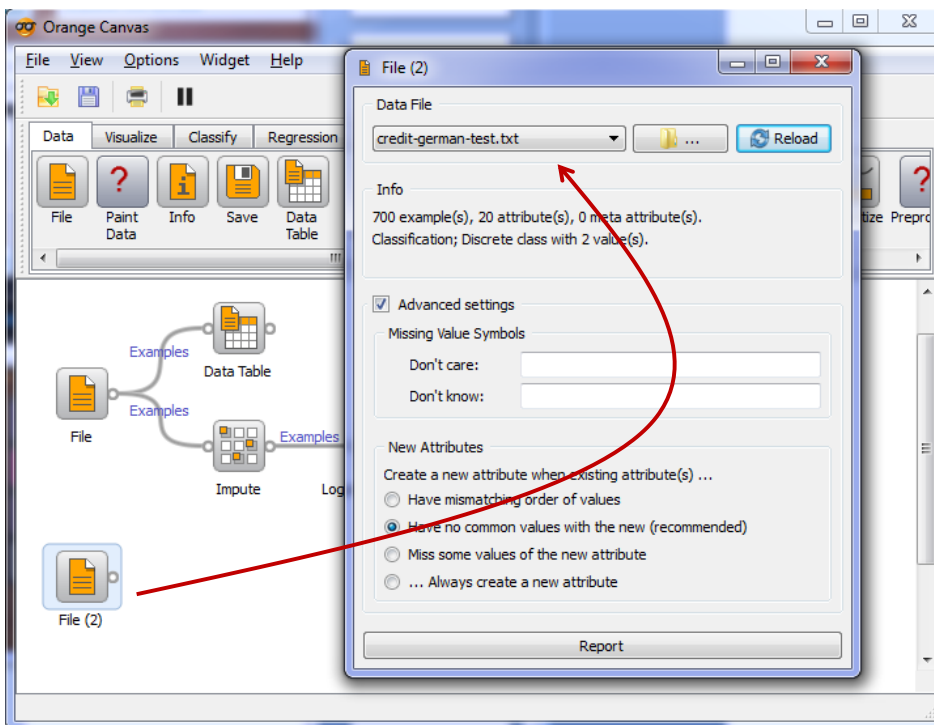 Orange Canvas
File View Options Widget Help
Data Visualize Classify Regression
File Paint Data Info Save Data Table
tize Prepro
Examples
Data Table
Examples
File
Examples
Impute
Log
File (2)
File (2)
Data File
credit-german-test.txt ... Reload
Info
700 example(s), 20 attribute(s), 0 meta attribute(s).
Classification; Discrete class with 2 value(s).
Advanced settings
Missing Value Symbols
Don't care:
Don't know:
New Attributes
Create a new attribute when existing attribute(s) ...
Have mismatching order of values
Have no common values with the new (recommended)
Miss some values of the new attribute
... Always create a new attribute
Report